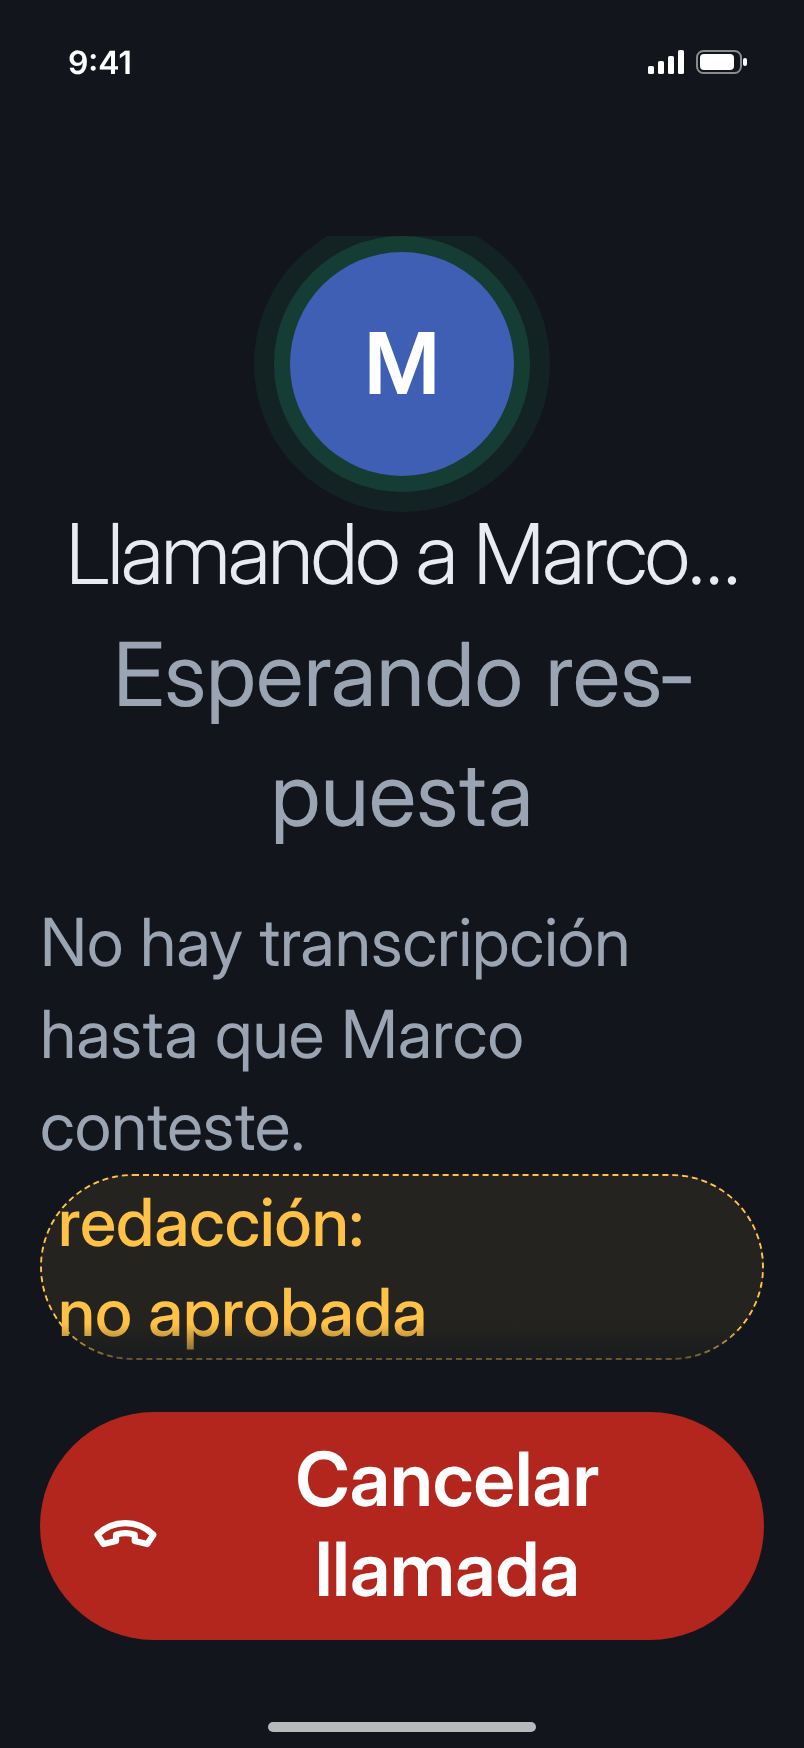 9:41
M
Llamando a Marco…
Esperando res-
puesta
No hay transcripción
hasta que Marco
conteste.
redacción:
no aprobada
Cancelar
llamada